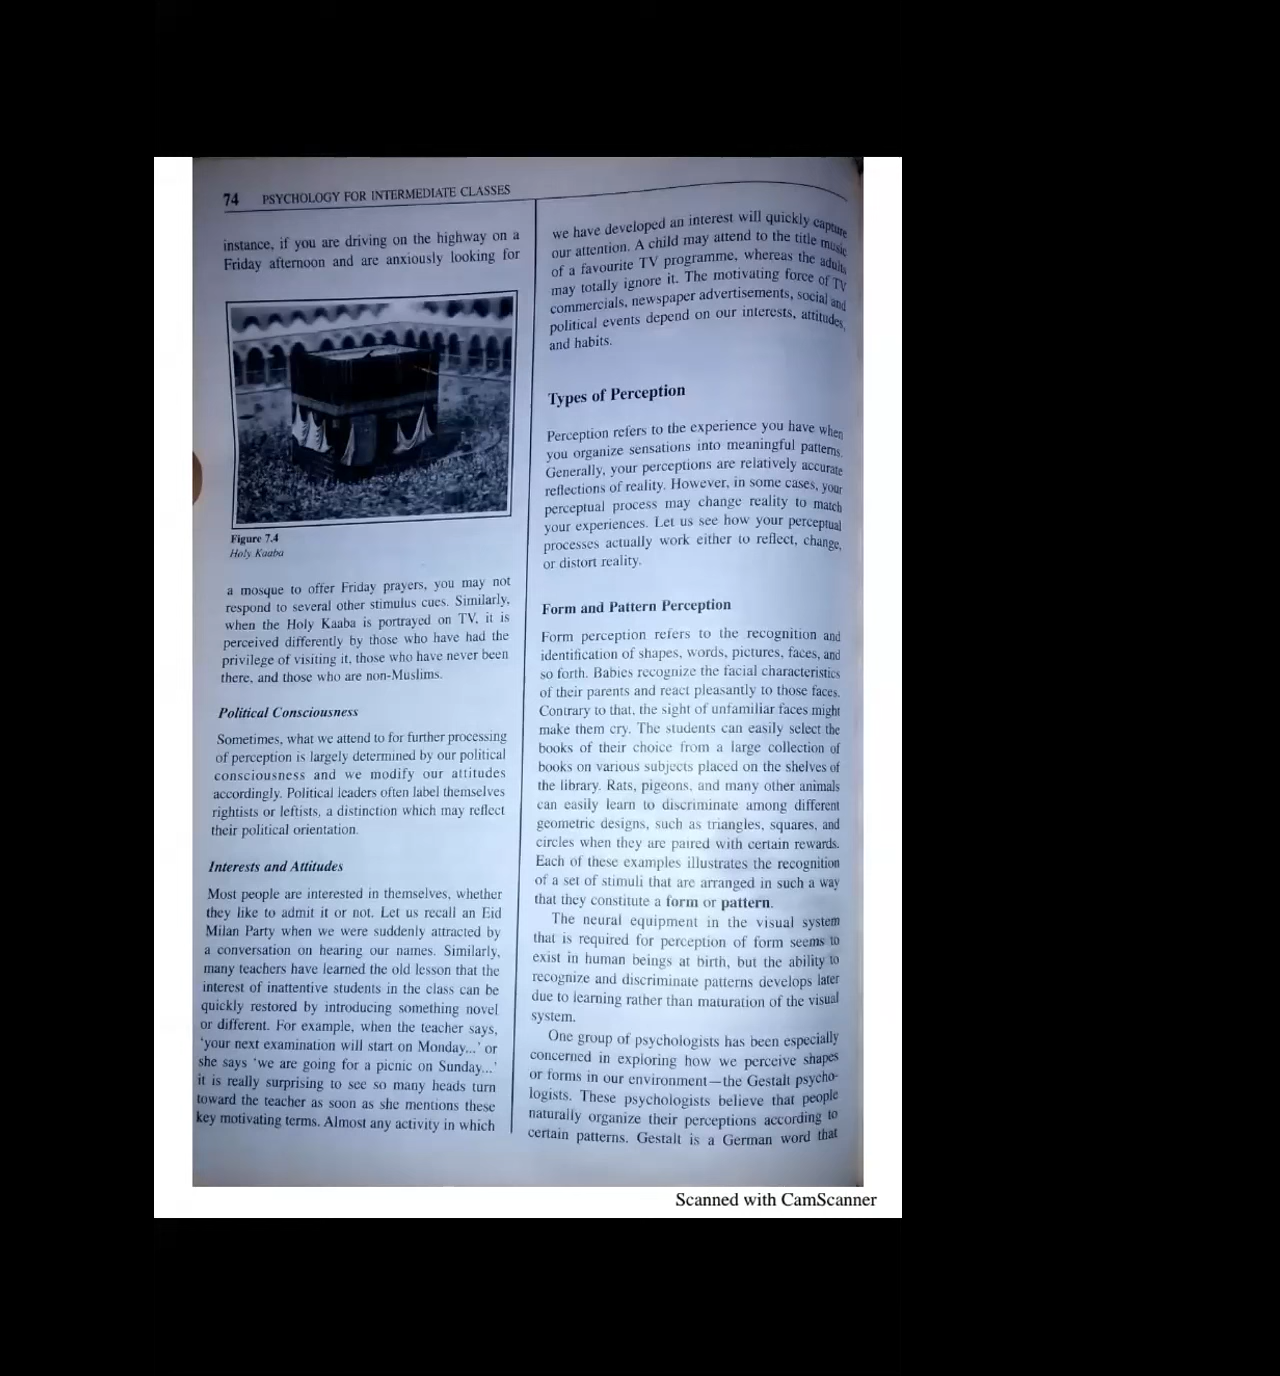 74 PSYCHOLOGY FOR INTERMEDIATE CLASSES
instance, if you are driving on the highway on a
Friday afternoon and are anxiously looking for
Figure 7.4
Holy Kaaba
a mosque to offer Friday prayers, you may not
respond to several other stimulus cues. Similarly,
when the Holy Kaaba is portrayed on TV, it is
perceived differently by those who have had the
privilege of visiting it, those who have never been
there, and those who are non-Muslims.
Political Consciousness
Sometimes, what we attend to for further processing
of perception is largely determined by our political
consciousness and we modify our attitudes
accordingly. Political leaders often label themselves
rightists or leftists, a distinction which may reflect
their political orientation.
Interests and Attitudes
Most people are interested in themselves, whether
they like to admit it or not. Let us recall an Eid
Milan Party when we were suddenly attracted by
a conversation on hearing our names. Similarly,
many teachers have learned the old lesson that the
interest of inattentive students in the class can be
quickly restored by introducing something novel
or different. For example, when the teacher says,
‘your next examination will start on Monday...’ or
she says ‘we are going for a picnic on Sunday...’
it is really surprising to see so many heads turn
toward the teacher as soon as she mentions these
key motivating terms. Almost any activity in which
we have developed an interest will quickly capture
our attention. A child may attend to the title music
of a favourite TV programme, whereas the adults
may totally ignore it. The motivating force of TV
commercials, newspaper advertisements, social and
political events depend on our interests, attitudes,
and habits.
Types of Perception
Perception refers to the experience you have when
you organize sensations into meaningful patterns.
Generally, your perceptions are relatively accurate
reflections of reality. However, in some cases, your
perceptual process may change reality to match
your experiences. Let us see how your perceptual
processes actually work either to reflect, change,
or distort reality.
Form and Pattern Perception
Form perception refers to the recognition and
identification of shapes, words, pictures, faces, and
so forth. Babies recognize the facial characteristics
of their parents and react pleasantly to those faces.
Contrary to that, the sight of unfamiliar faces might
make them cry. The students can easily select the
books of their choice from a large collection of
books on various subjects placed on the shelves of
the library. Rats, pigeons, and many other animals
can easily learn to discriminate among different
geometric designs, such as triangles, squares, and
circles when they are paired with certain rewards.
Each of these examples illustrates the recognition
of a set of stimuli that are arranged in such a way
that they constitute a form or pattern.
The neural equipment in the visual system
that is required for perception of form seems to
exist in human beings at birth, but the ability to
recognize and discriminate patterns develops later
due to learning rather than maturation of the visual
system.
One group of psychologists has been especially
concerned in exploring how we perceive shapes
or forms in our environment—the Gestalt psycho-
logists. These psychologists believe that people
naturally organize their perceptions according to
certain patterns. Gestalt is a German word that
Scanned with CamScanner